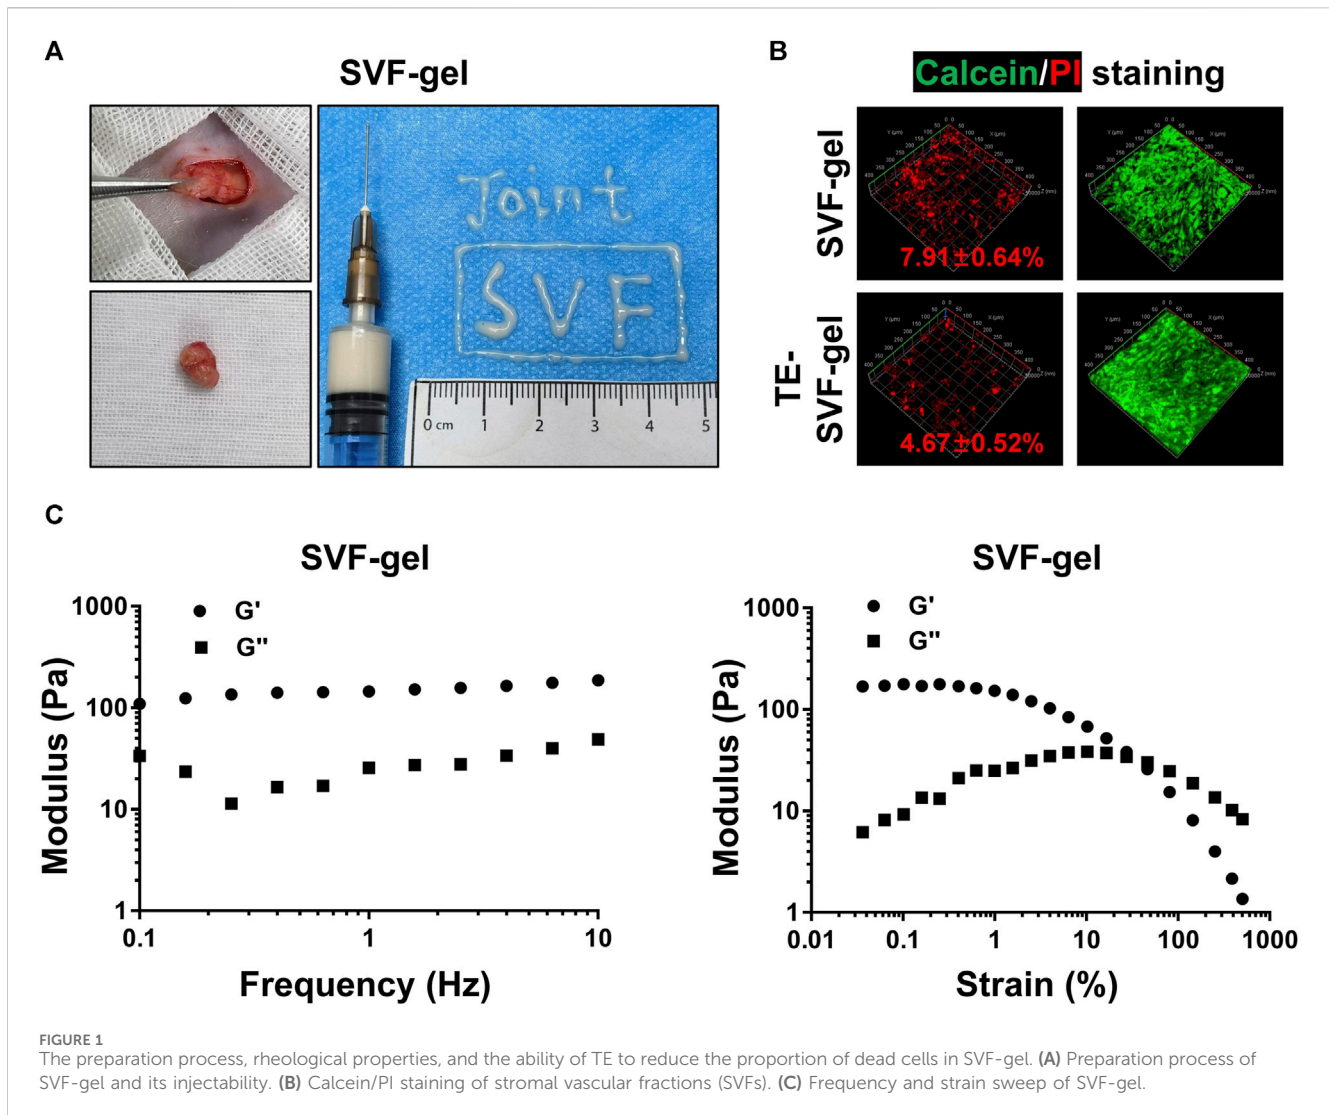 A
SVF-gel
Joint
SVF
0 cm 1 2 3 4 5
B
Calcein/PI staining
SVF-gel
7.91±0.64%
TE-
SVF-gel
4.67±0.52%
C
SVF-gel
G'
G"
1000
100
10
1
0.1 1 10
Modulus (Pa)
Frequency (Hz)
SVF-gel
G'
G"
1000
100
10
1
0.01 0.1 1 10 100 1000
Modulus (Pa)
Strain (%)
FIGURE 1
The preparation process, rheological properties, and the ability of TE to reduce the proportion of dead cells in SVF-gel. (A) Preparation process of
SVF-gel and its injectability. (B) Calcein/PI staining of stromal vascular fractions (SVFs). (C) Frequency and strain sweep of SVF-gel.